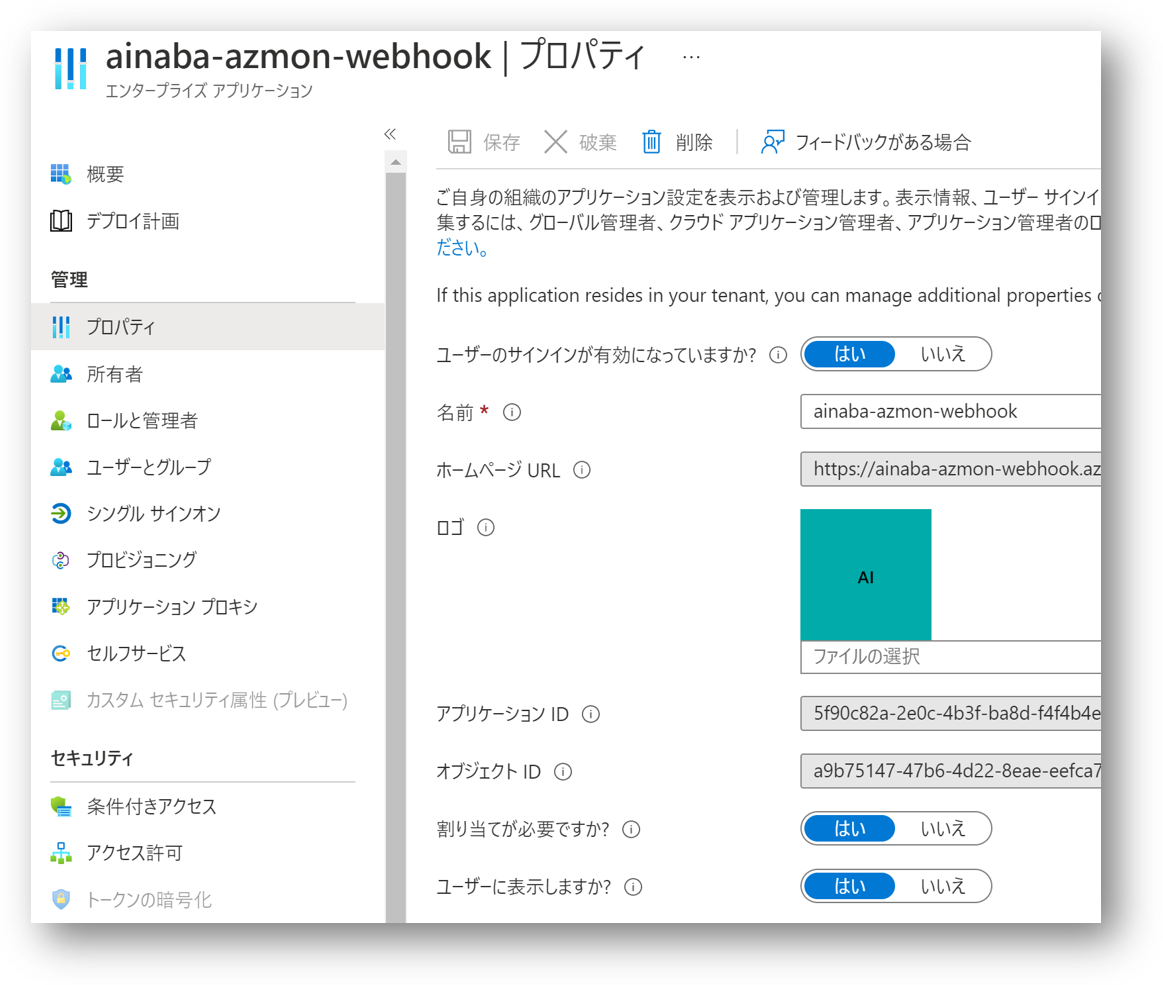 ainaba-azmon-webhook | プロパティ ...
エンタープライズ アプリケーション
概要
デプロイ計画
管理
プロパティ
所有者
ロールと管理者
ユーザーとグループ
シングル サインオン
プロビジョニング
アプリケーション プロキシ
セルフサービス
カスタム セキュリティ属性 (プレビュー)
セキュリティ
条件付きアクセス
アクセス許可
トークンの暗号化
保存 破棄 削除 フィードバックがある場合
ご自身の組織のアプリケーション設定を表示および管理します。表示情報、ユーザー サインイ
集するには、グローバル管理者、クラウド アプリケーション管理者、アプリケーション管理者のロ
ださい。
If this application resides in your tenant, you can manage additional properties
ユーザーのサインインが有効になっていますか? はい いいえ
名前 * ainaba-azmon-webhook
ホームページ URL https://ainaba-azmon-webhook.az
ロゴ
AI
ファイルの選択
アプリケーション ID 5f90c82a-2e0c-4b3f-ba8d-f4f4b4e
オブジェクト ID a9b75147-47b6-4d22-8eae-eefca7
割り当てが必要ですか? はい いいえ
ユーザーに表示しますか? はい いいえ